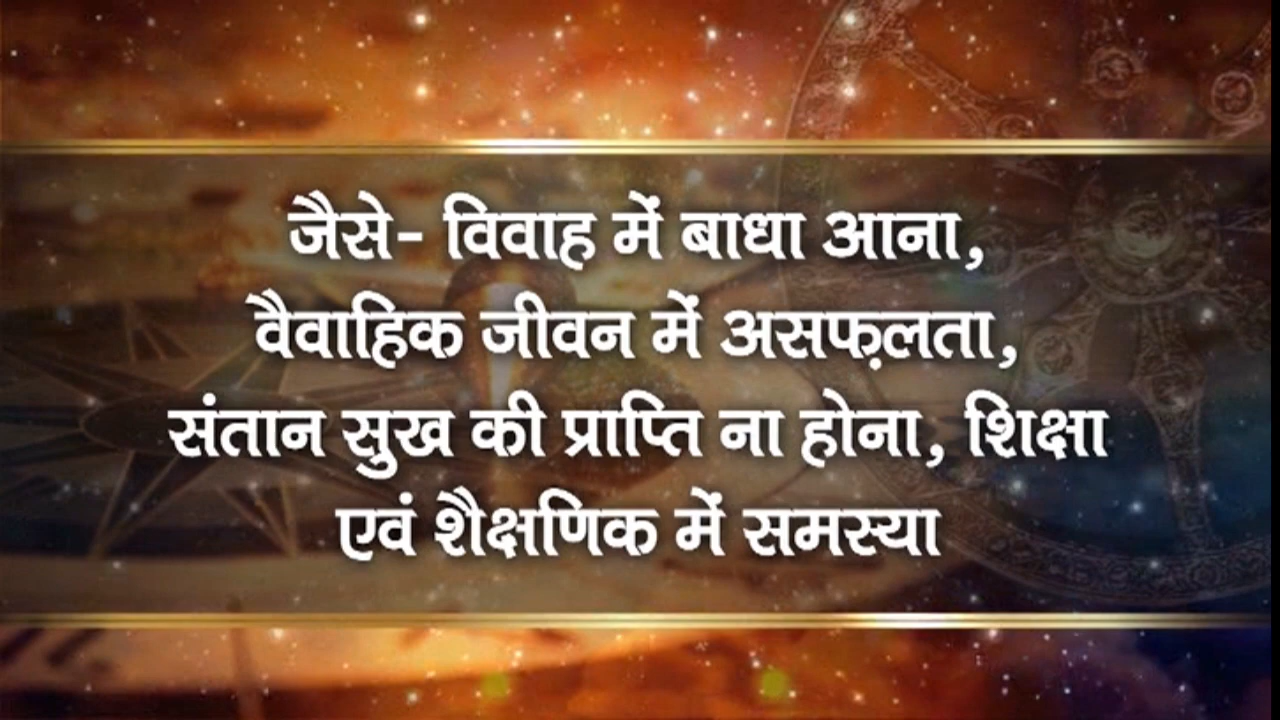 जैसे- विवाह में बाधा आना,
वैवाहिक जीवन में असफ़लता,
संतान सुख की प्राप्ति ना होना, शिक्षा
एवं शैक्षणिक में समस्या